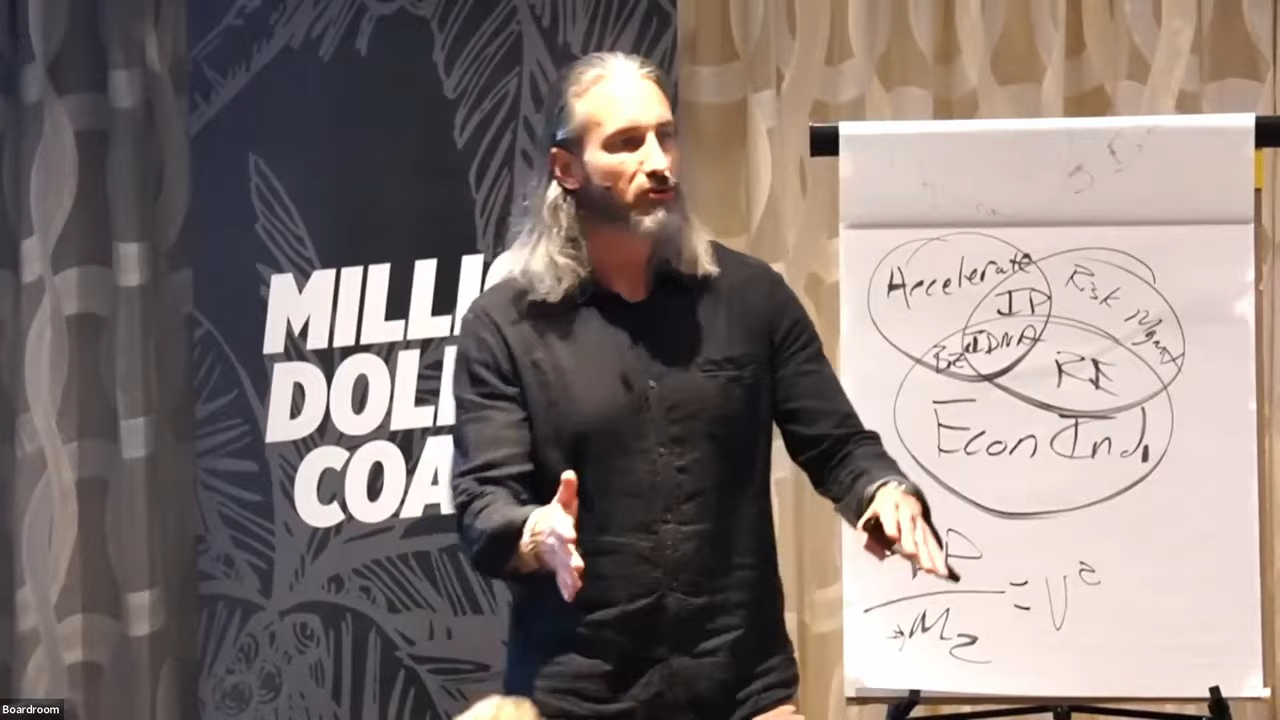 MILLI
DOLL
COA
Accelerate
Risk Mgmt
IP
DNA
RE
Econ Ind.
P
M2 = V²
Boardroom